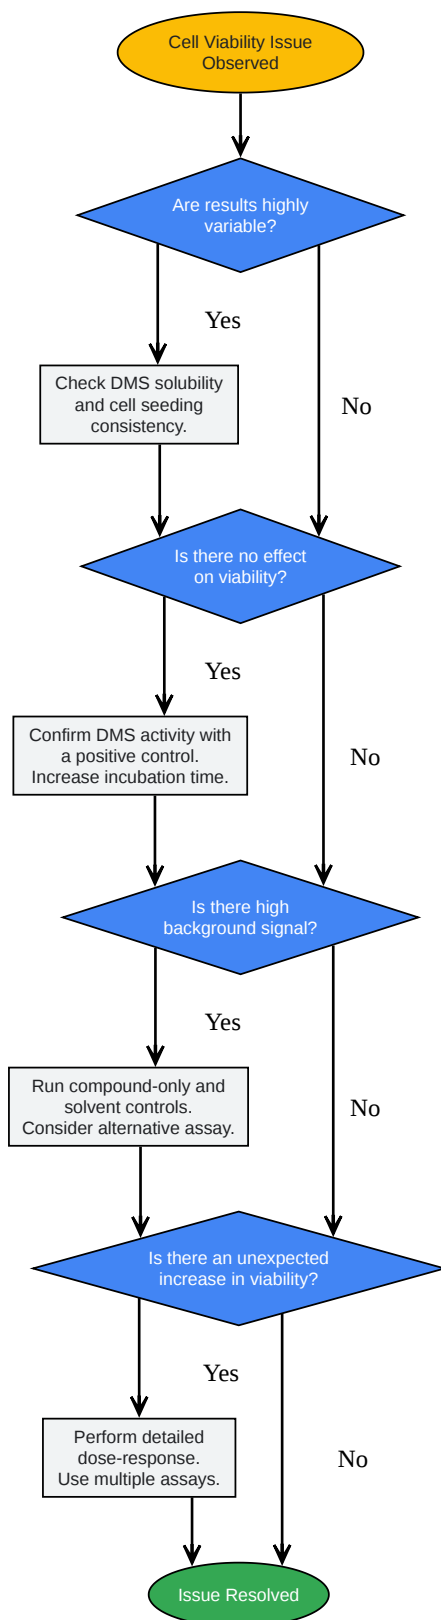 Cell Viability Issue
Observed
Are results highly
variable?
Yes
Check DMS solubility
and cell seeding
consistency.
No
Is there no effect
on viability?
Yes
Confirm DMS activity with
a positive control.
Increase incubation time.
No
Is there high
background signal?
Yes
Run compound-only and
solvent controls.
Consider alternative assay.
No
Is there an unexpected
increase in viability?
Yes
Perform detailed
dose-response.
Use multiple assays.
No
Issue Resolved